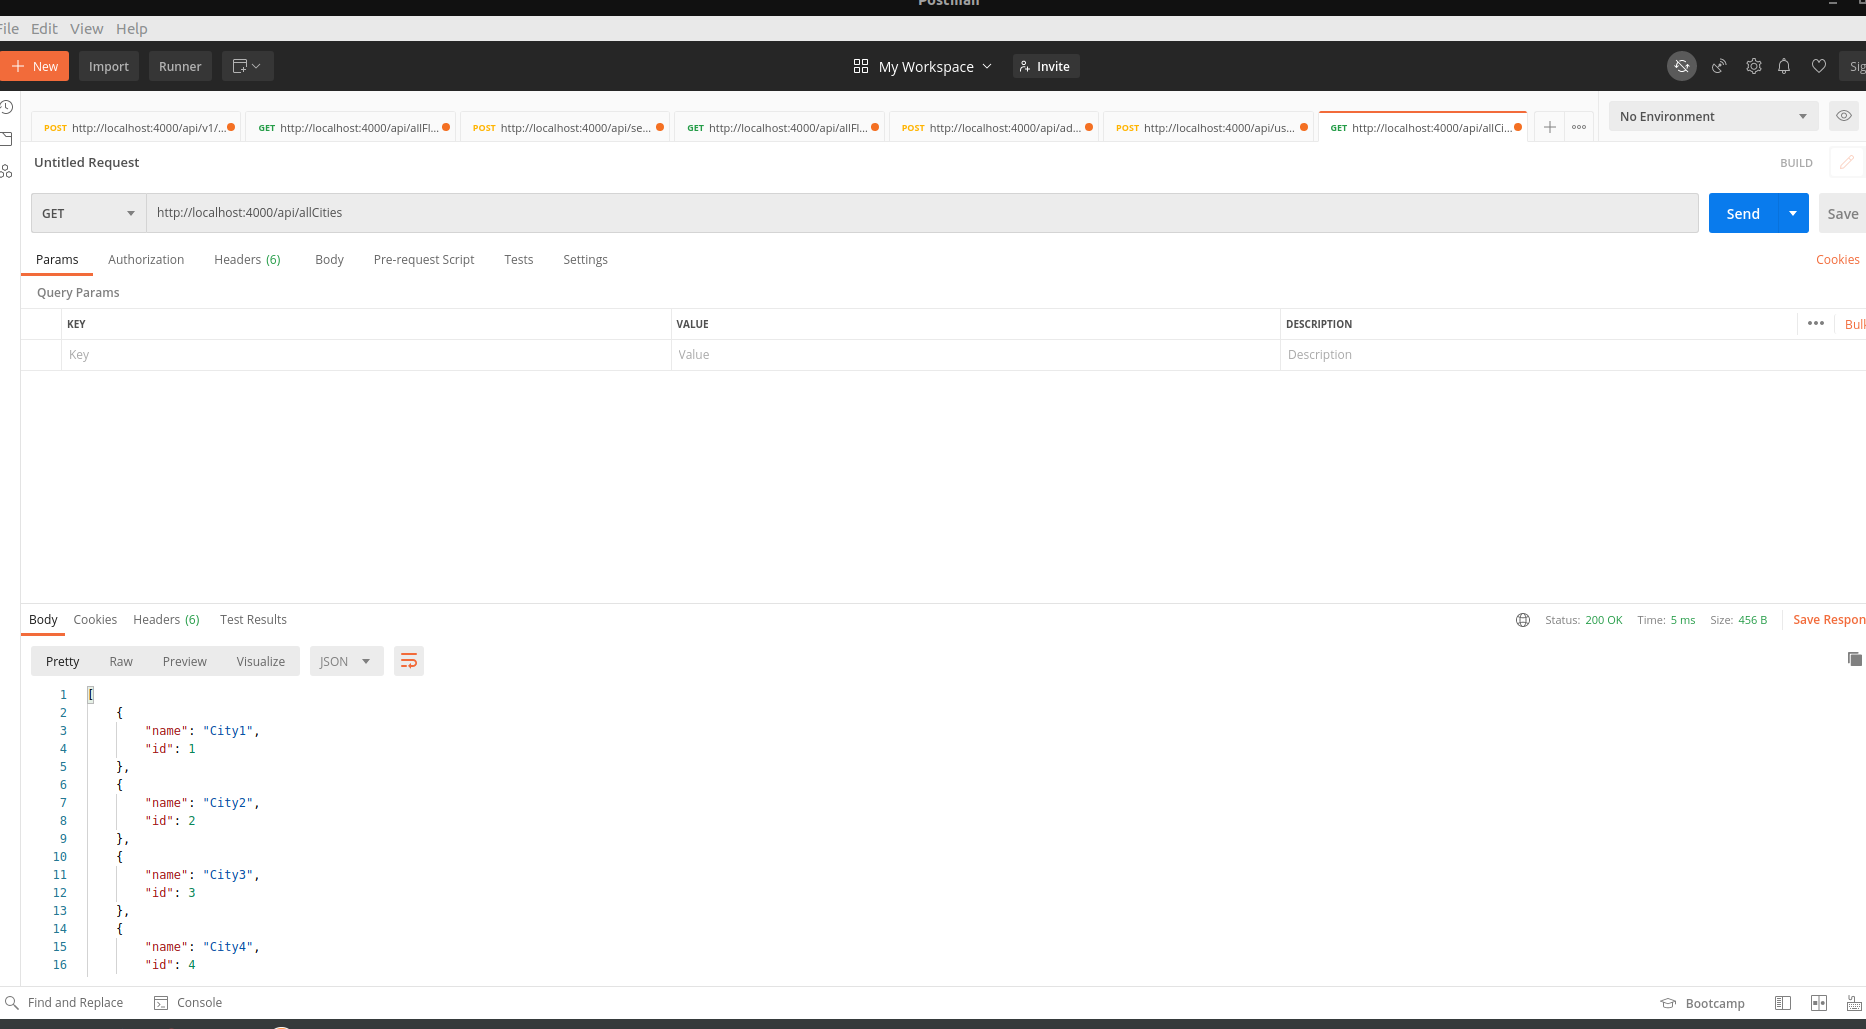 Postman
File Edit View Help
New Import Runner My Workspace Invite
POST http://localhost:4000/api/v1/... GET http://localhost:4000/api/allFl... POST http://localhost:4000/api/se... GET http://localhost:4000/api/allFl... POST http://localhost:4000/api/ad... POST http://localhost:4000/api/us... GET http://localhost:4000/api/allCi... No Environment
Untitled Request BUILD
GET http://localhost:4000/api/allCities Send Save
Params Authorization Headers (6) Body Pre-request Script Tests Settings Cookies
Query Params
KEY VALUE DESCRIPTION Bulk
Key Value Description
Body Cookies Headers (6) Test Results Status: 200 OK Time: 5 ms Size: 456 B Save Respon
Pretty Raw Preview Visualize JSON
1 [
2 {
3 "name": "City1",
4 "id": 1
5 },
6 {
7 "name": "City2",
8 "id": 2
9 },
10 {
11 "name": "City3",
12 "id": 3
13 },
14 {
15 "name": "City4",
16 "id": 4
Find and Replace Console Bootcamp